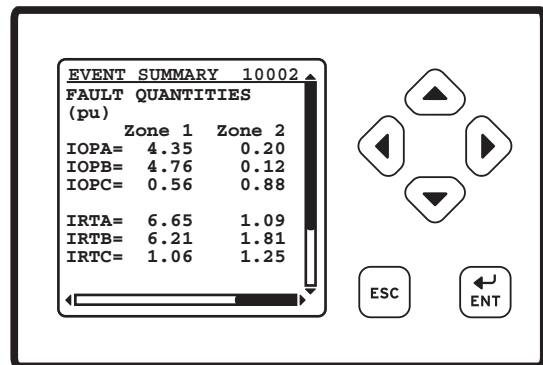 EVENT SUMMARY 10002
FAULT QUANTITIES
(pu)
Zone 1 Zone 2
IOPA= 4.35 0.20
IOPB= 4.76 0.12
IOPC= 0.56 0.88
IRTA= 6.65 1.09
IRTB= 6.21 1.81
IRTC= 1.06 1.25
ESC
ENT